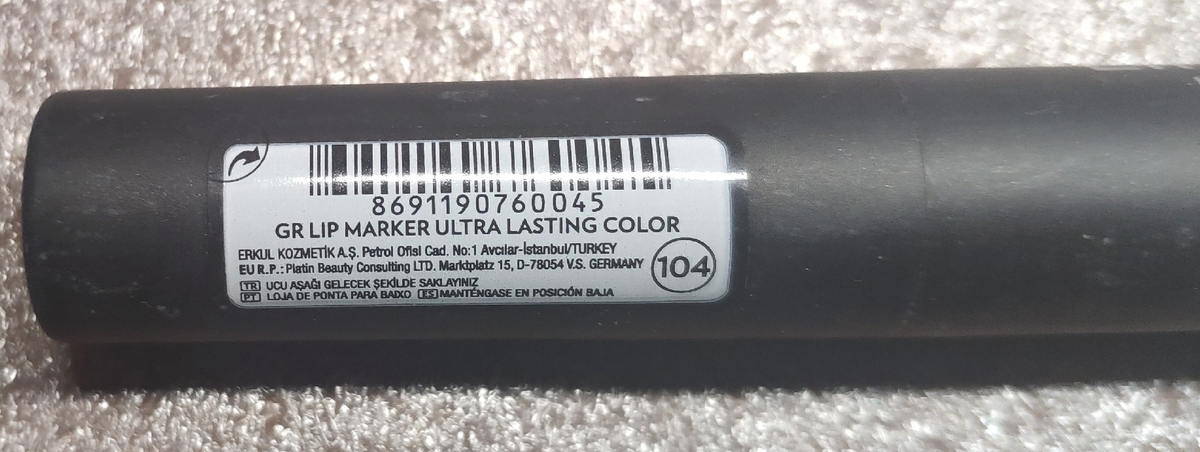 8691190760045
GR LIP MARKER ULTRA LASTING COLOR
ERKUL KOZMETİK A.Ş. Petrol Ofisi Cad. No:1 Avcılar-İstanbul/TURKEY
EU R.P.: Platin Beauty Consulting LTD. Marktplatz 15, D-78054 V.S. GERMANY
104
TR UCU AŞAĞI GELECEK ŞEKİLDE SAKLAYINIZ
PT LOJA DE PONTA PARA BAIXO ES MANTÉNGASE EN POSICIÓN BAJA